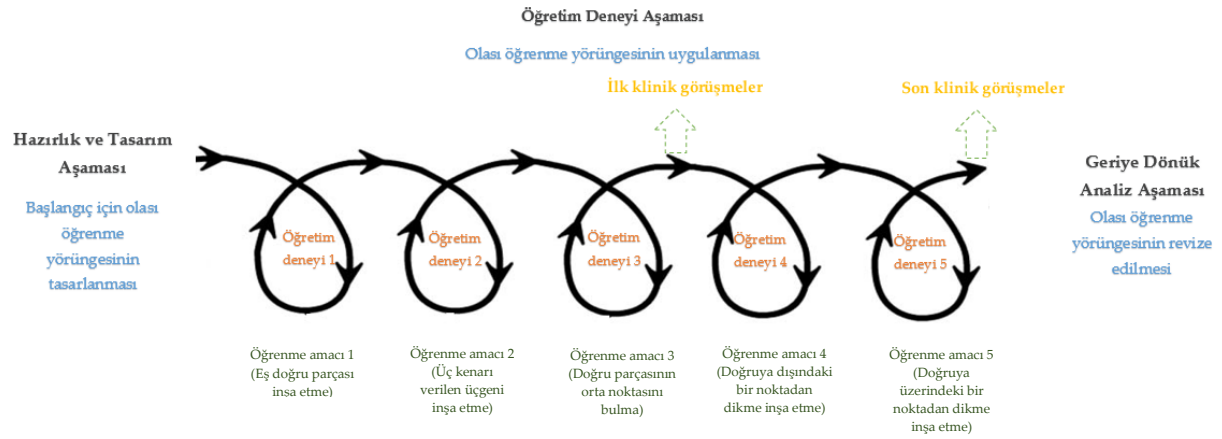 Öğretim Deneyi Aşaması
Olası öğrenme yörüngesinin uygulanması
İlk klinik görüşmeler
Son klinik görüşmeler
Hazırlık ve Tasarım
Aşaması
Başlangıç için olası
öğrenme
yörüngesinin
tasarlanması
Öğretim
deneyi 1
Öğretim
deneyi 2
Öğretim
deneyi 3
Öğretim
deneyi 4
Öğretim
deneyi 5
Geriye Dönük
Analiz Aşaması
Olası öğrenme
yörüngesinin revize
edilmesi
Öğrenme amacı 1
(Eş doğru parçası
inşa etme)
Öğrenme amacı 2
(Üç kenarı
verilen üçgeni
inşa etme)
Öğrenme amacı 3
(Doğru parçasının
orta noktasını
bulma)
Öğrenme amacı 4
(Doğruya dışındaki
bir noktadan
dikme inşa etme)
Öğrenme amacı 5
(Doğruya
üzerindeki bir
noktadan dikme
inşa etme)